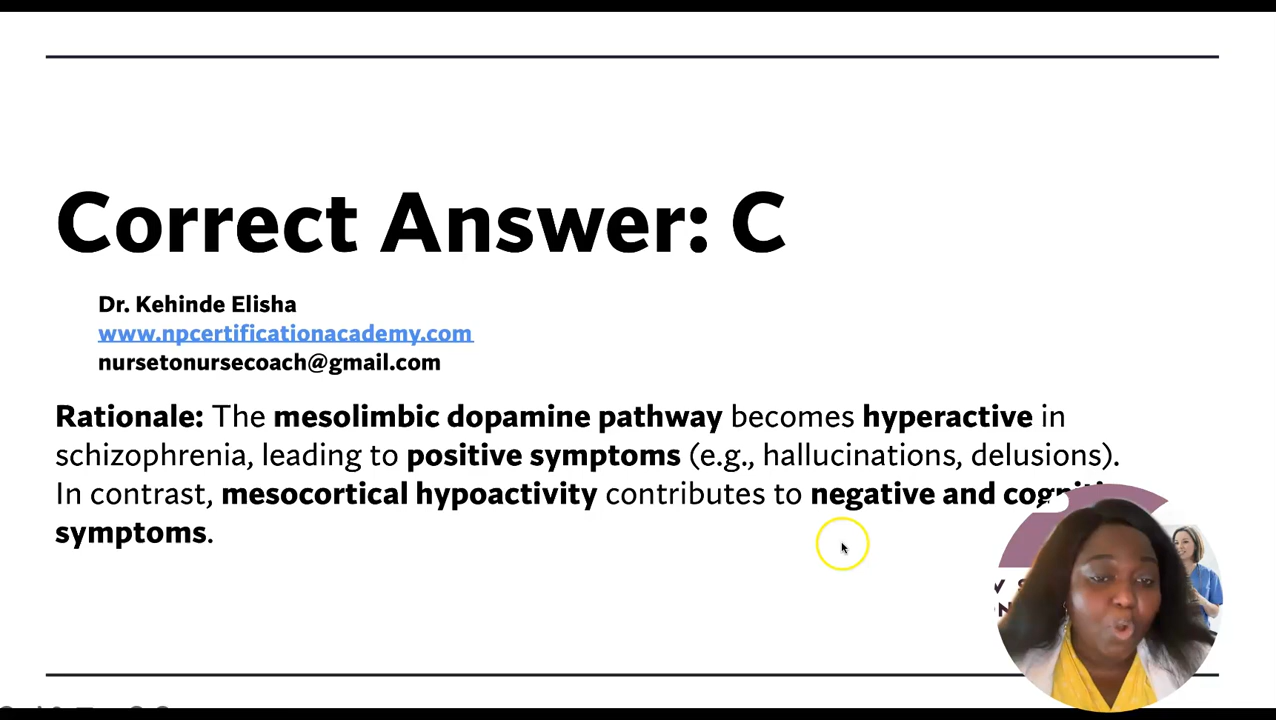 Correct Answer: C
Dr. Kehinde Elisha
www.npcertificationacademy.com
nursetonursecoach@gmail.com
Rationale: The mesolimbic dopamine pathway becomes hyperactive in
schizophrenia, leading to positive symptoms (e.g., hallucinations, delusions).
In contrast, mesocortical hypoactivity contributes to negative and
symptoms.